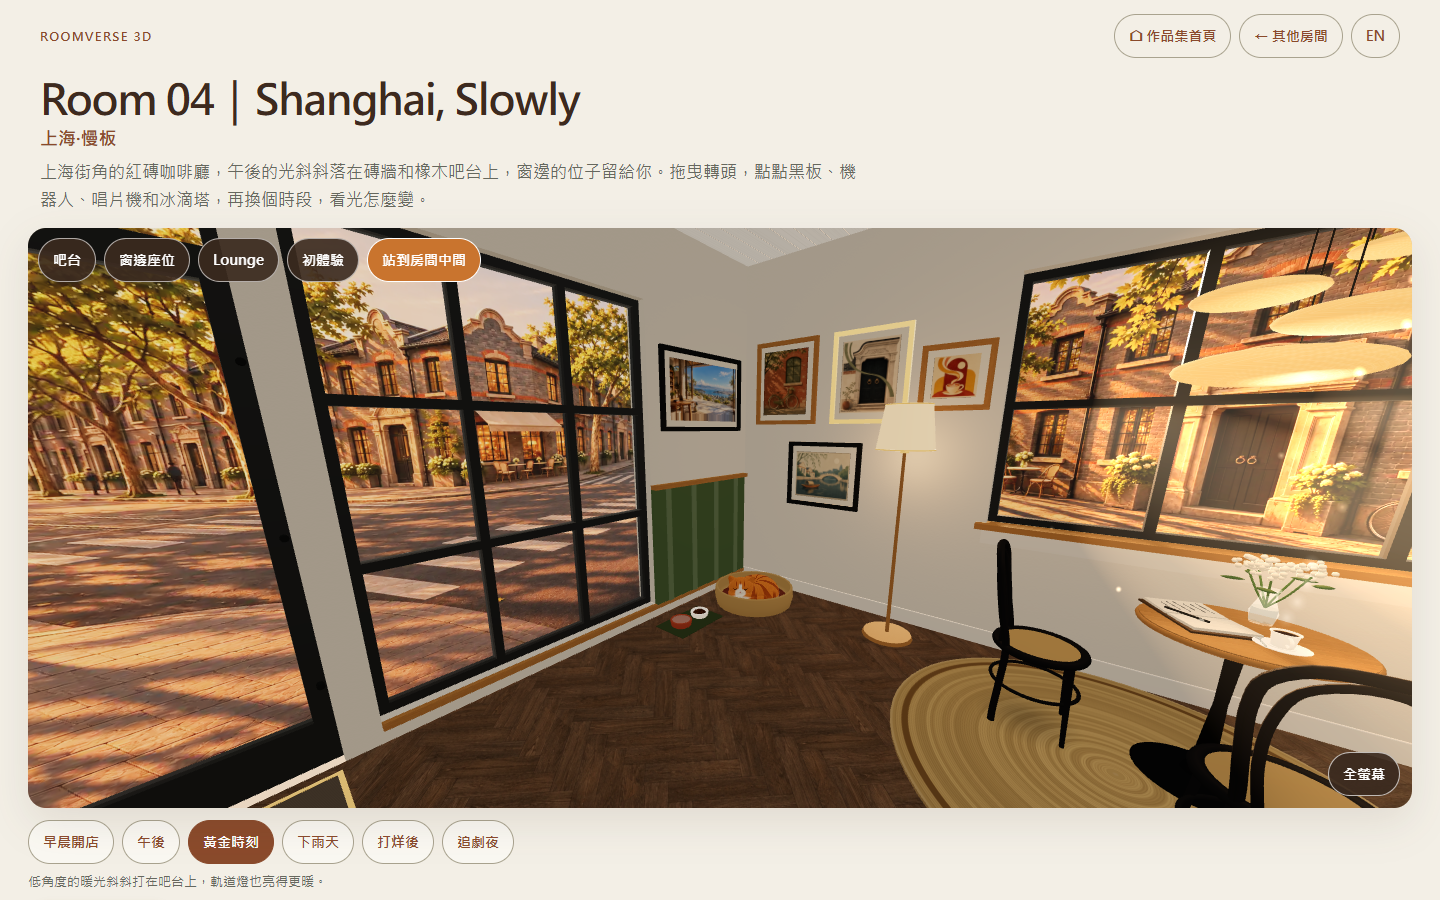 ROOMVERSE 3D
作品集首頁
← 其他房間
EN
Room 04｜Shanghai, Slowly
上海·慢板
上海街角的紅磚咖啡廳，午後的光斜斜落在磚牆和橡木吧台上，窗邊的位子留給你。拖曳轉頭，點點黑板、機
器人、唱片機和冰滴塔，再換個時段，看光怎麼變。
吧台
窗邊座位
Lounge
初體驗
站到房間中間
全螢幕
早晨開店
午後
黃金時刻
下雨天
打烊後
追劇夜
低角度的暖光斜斜打在吧台上，軌道燈也亮得更暖。